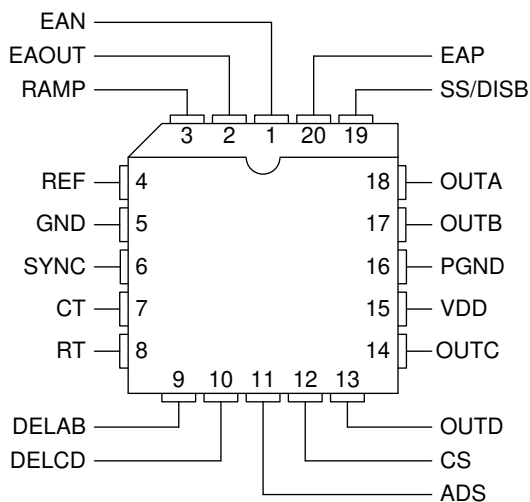 EAN
EAOUT
EAP
RAMP
SS/DISB
3 2 1 20 19
REF 4 18 OUTA
GND 5 17 OUTB
SYNC 6 16 PGND
CT 7 15 VDD
RT 8 14 OUTC
9 10 11 12 13
DELAB
OUTD
DELCD
CS
ADS